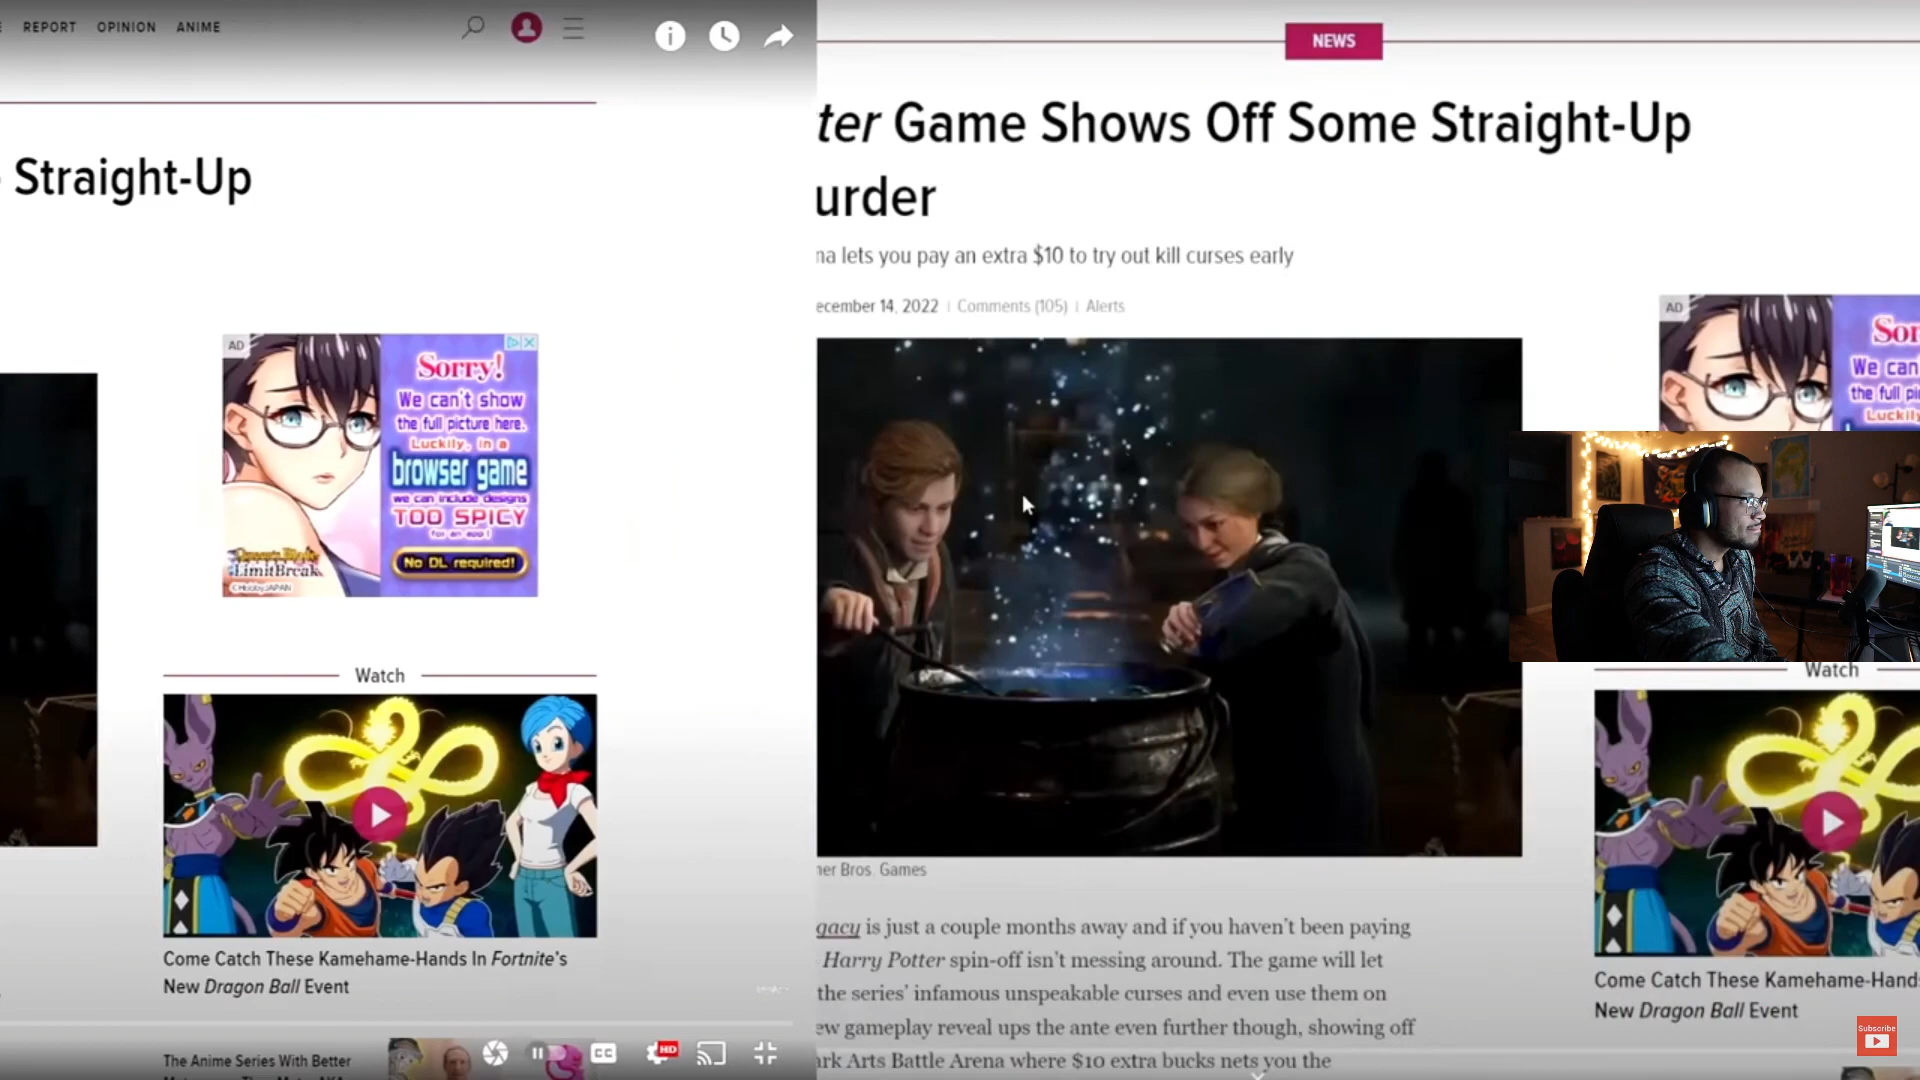 REPORT OPINION ANIME
Straight-Up
AD
Sorry!
We can't show
the full picture here.
Luckily, in a
browser game
we can include designs
TOO SPICY
for an app!
No DL required!
LimitBreak
©HobbyJAPAN
Watch
Come Catch These Kamehame-Hands In Fortnite's
New Dragon Ball Event
The Anime Series With Better
CC
HD
NEWS
ter Game Shows Off Some Straight-Up
urder
na lets you pay an extra $10 to try out kill curses early
ecember 14, 2022 | Comments (105) | Alerts
ner Bros. Games
gacy is just a couple months away and if you haven't been paying
Harry Potter spin-off isn't messing around. The game will let
the series' infamous unspeakable curses and even use them on
ew gameplay reveal ups the ante even further though, showing off
ark Arts Battle Arena where $10 extra bucks nets you the
AD
Sor
We can
the full pi
Luckily
Watch
Come Catch These Kamehame-Hand
New Dragon Ball Event
Subscribe